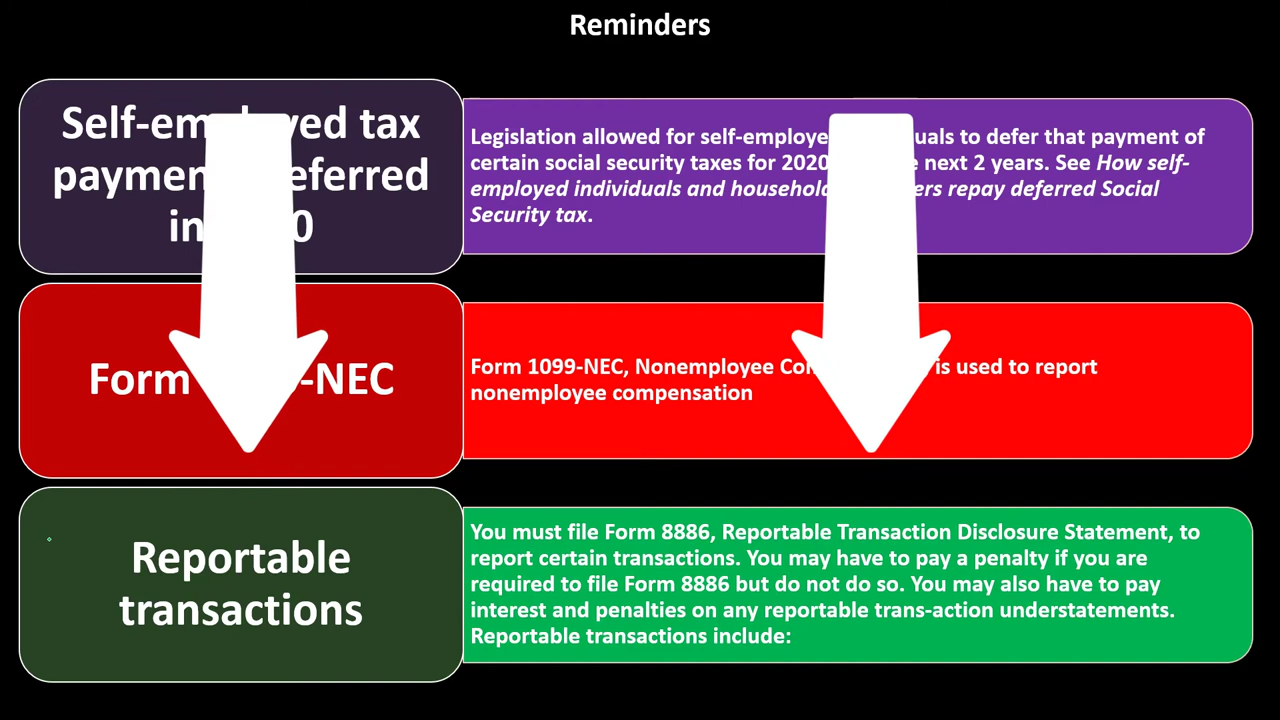 Reminders
Self-em yed tax
paymen eferred
in 0
Legislation allowed for self-employe uals to defer that payment of
certain social security taxes for 2020 next 2 years. See How self-
employed individuals and household ers repay deferred Social
Security tax.
Form -NEC
Form 1099-NEC, Nonemployee Co is used to report
nonemployee compensation
Reportable
transactions
You must file Form 8886, Reportable Transaction Disclosure Statement, to
report certain transactions. You may have to pay a penalty if you are
required to file Form 8886 but do not do so. You may also have to pay
interest and penalties on any reportable trans-action understatements.
Reportable transactions include: